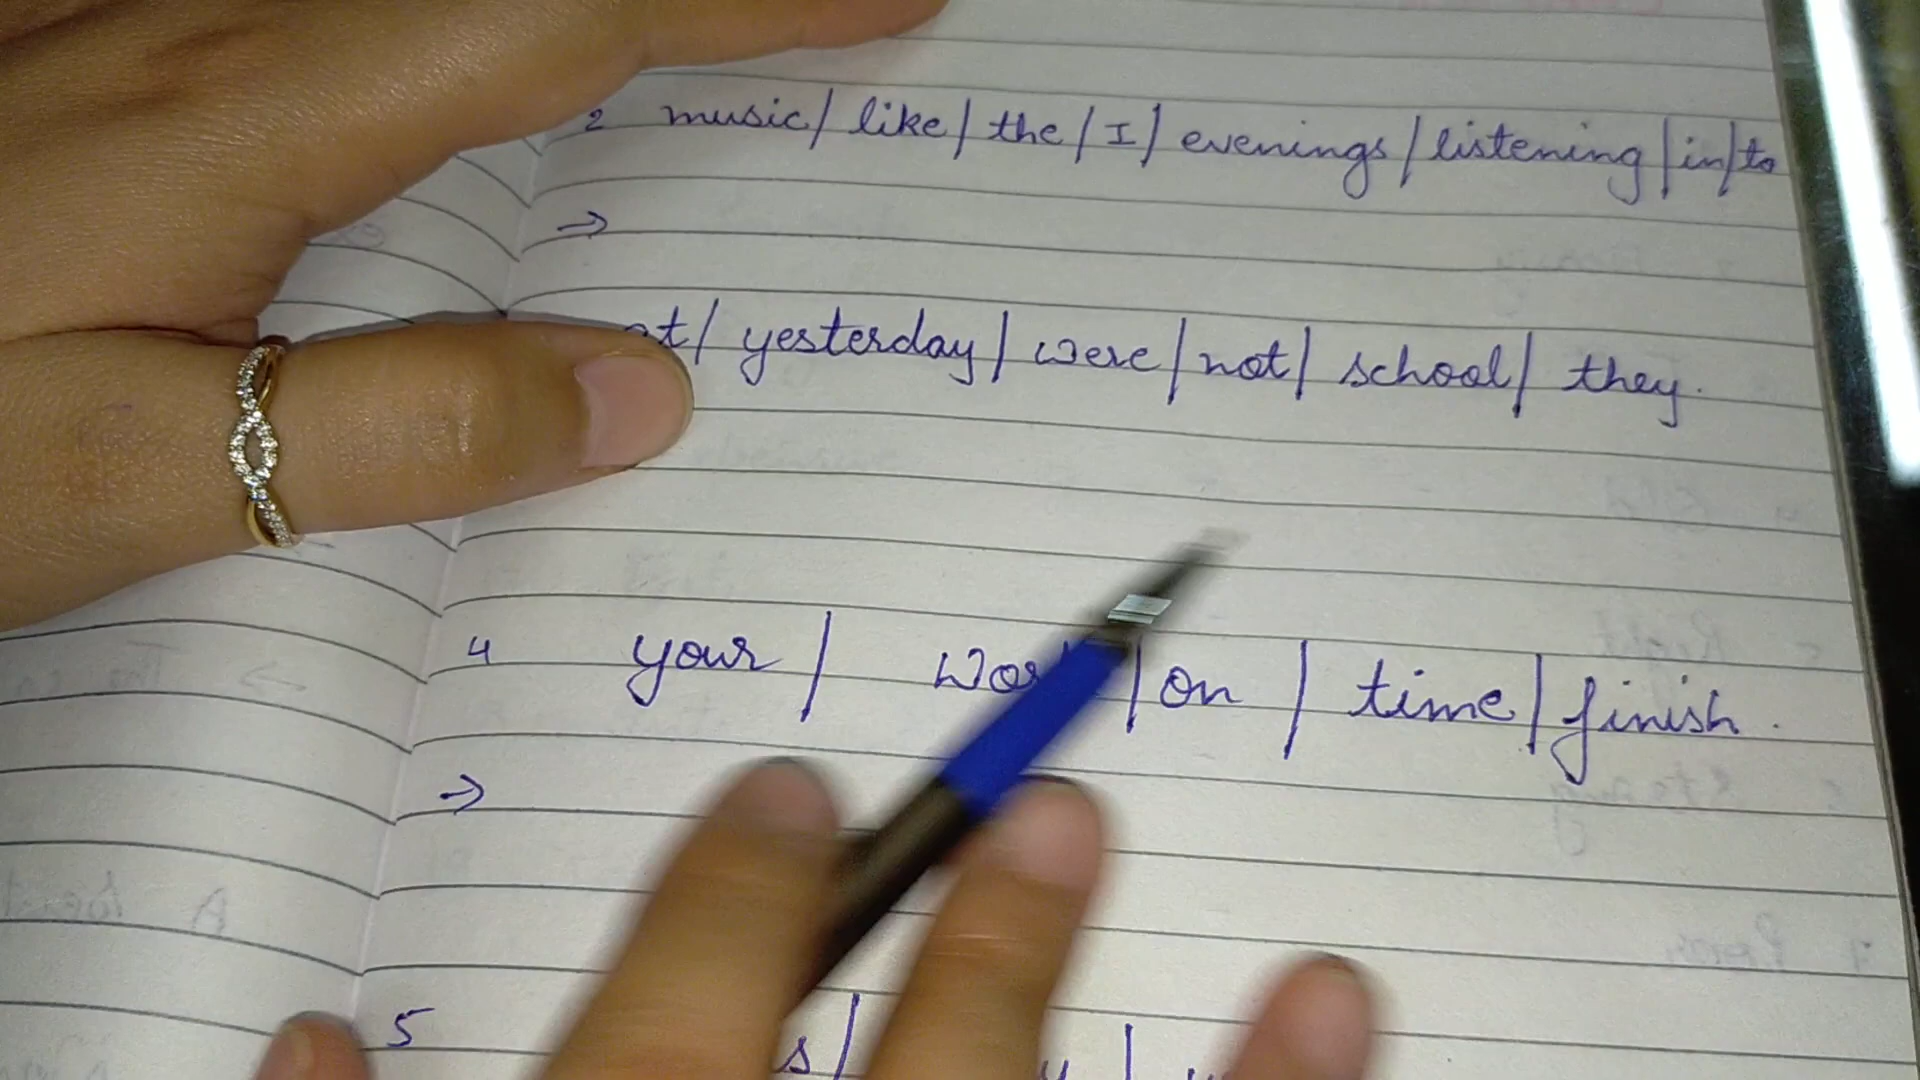 2 music/ like/ the/ I/ evenings/ listening/in/to
→
/ yesterday/ were/ not/ school/ they.
4 your/ /on/ time/finish.
→
5